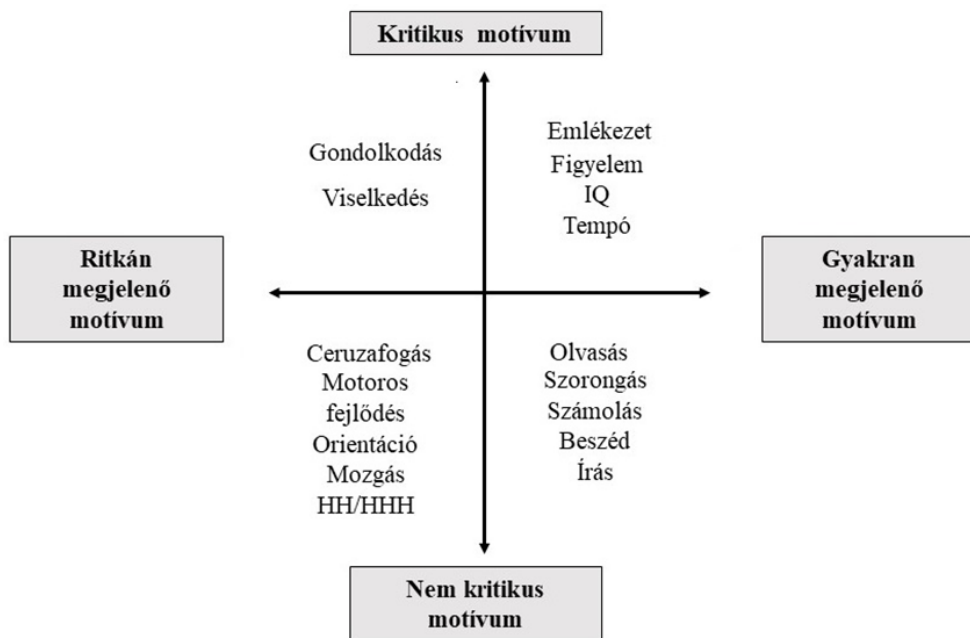 Kritikus motívum
Gondolkodás
Viselkedés
Emlékezet
Figyelem
IQ
Tempó
Ritkán
megjelenő
motívum
Gyakran
megjelenő
motívum
Ceruzafogás
Motoros
fejlődés
Orientáció
Mozgás
HH/HHH
Olvasás
Szorongás
Számolás
Beszéd
Írás
Nem kritikus
motívum